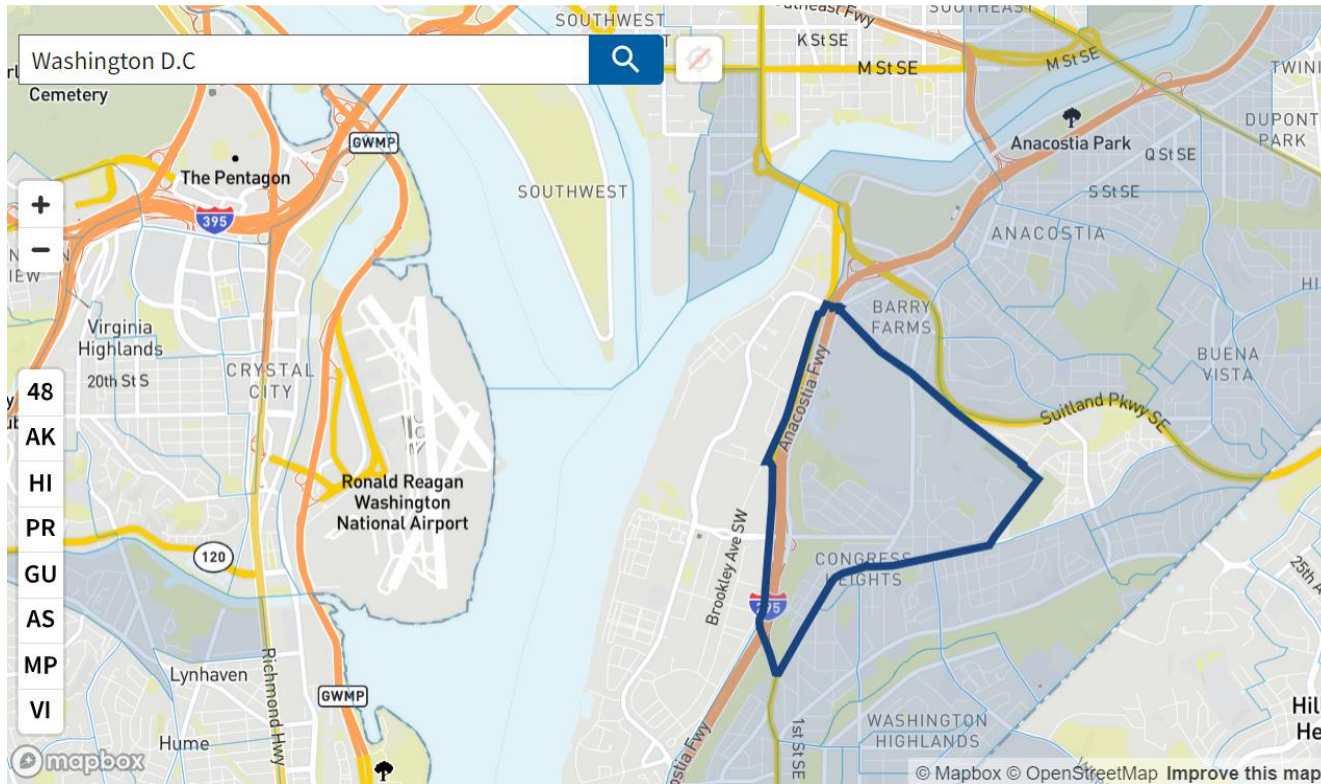 SOUTHWEST
Washington D.C
Cemetery
The Pentagon
395
GWMP
SOUTHWEST
K St SE
M St SE
M St SE
Anacostia Park
DUPONT
PARK
Q St SE
S St SE
ANACOSTIA
+
−
Virginia
Highlands
20th St S
CRYSTAL
CITY
BARRY
FARMS
BUENA
VISTA
Anacostia Fwy
Suitland Pkwy SE
48
AK
HI
PR
GU
AS
MP
VI
Ronald Reagan
Washington
National Airport
120
Brookley Ave SW
CONGRESS
HEIGHTS
295
Lynhaven
Richmond Hwy
GWMP
Hume
1st St SE
WASHINGTON
HIGHLANDS
mapbox
© Mapbox © OpenStreetMap Improve this map